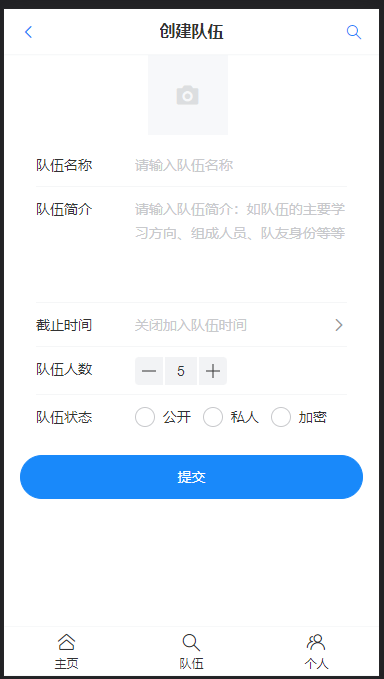 创建队伍
队伍名称 请输入队伍名称
队伍简介 请输入队伍简介：如队伍的主要学
习方向、组成人员、队友身份等等
截止时间 关闭加入队伍时间
队伍人数 5
队伍状态 公开 私人 加密
提交
主页 队伍 个人